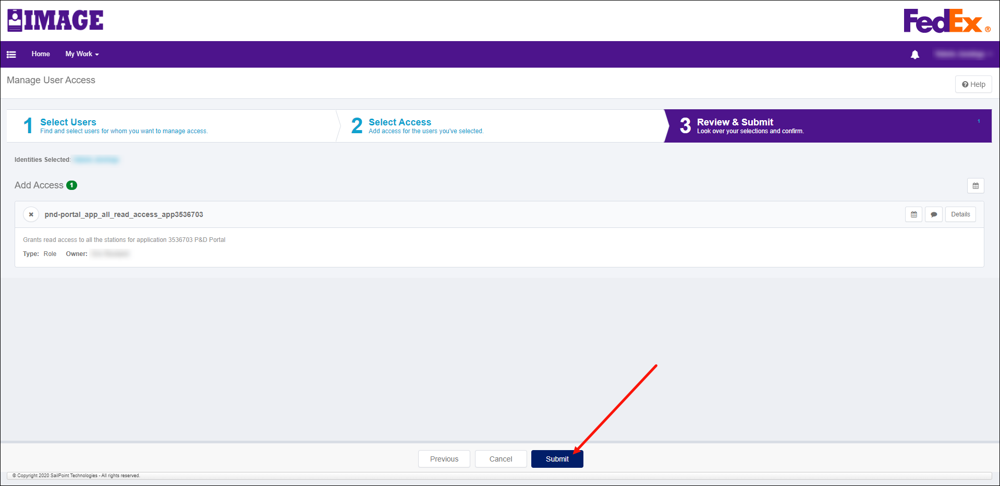 IMAGE
FedEx ®
Home My Work
Manage User Access
Help
1 Select Users
Find and select users for whom you want to manage access.
2 Select Access
Add access for the users you've selected.
3 Review & Submit 1
Look over your selections and confirm.
Identities Selected:
Add Access 1
pnd-portal_app_all_read_access_app3536703 Details
Grants read access to all the stations for application 3536703 P&D Portal
Type: Role Owner:
Previous Cancel Submit
© Copyright 2020 SailPoint Technologies - All rights reserved.